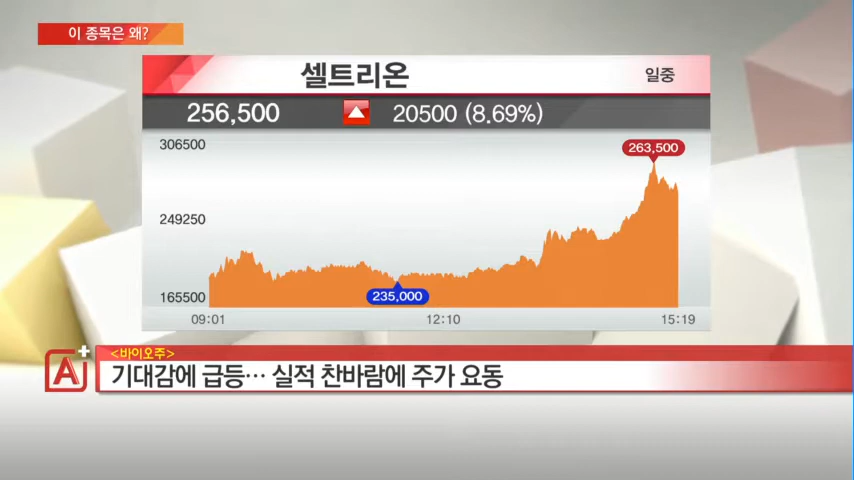 이 종목은 왜?
셀트리온
일중
256,500 20500 (8.69%)
306500
263,500
249250
235,000
165500
09:01 12:10 15:19
A+
<바이오주>
기대감에 급등… 실적 찬바람에 주가 요동